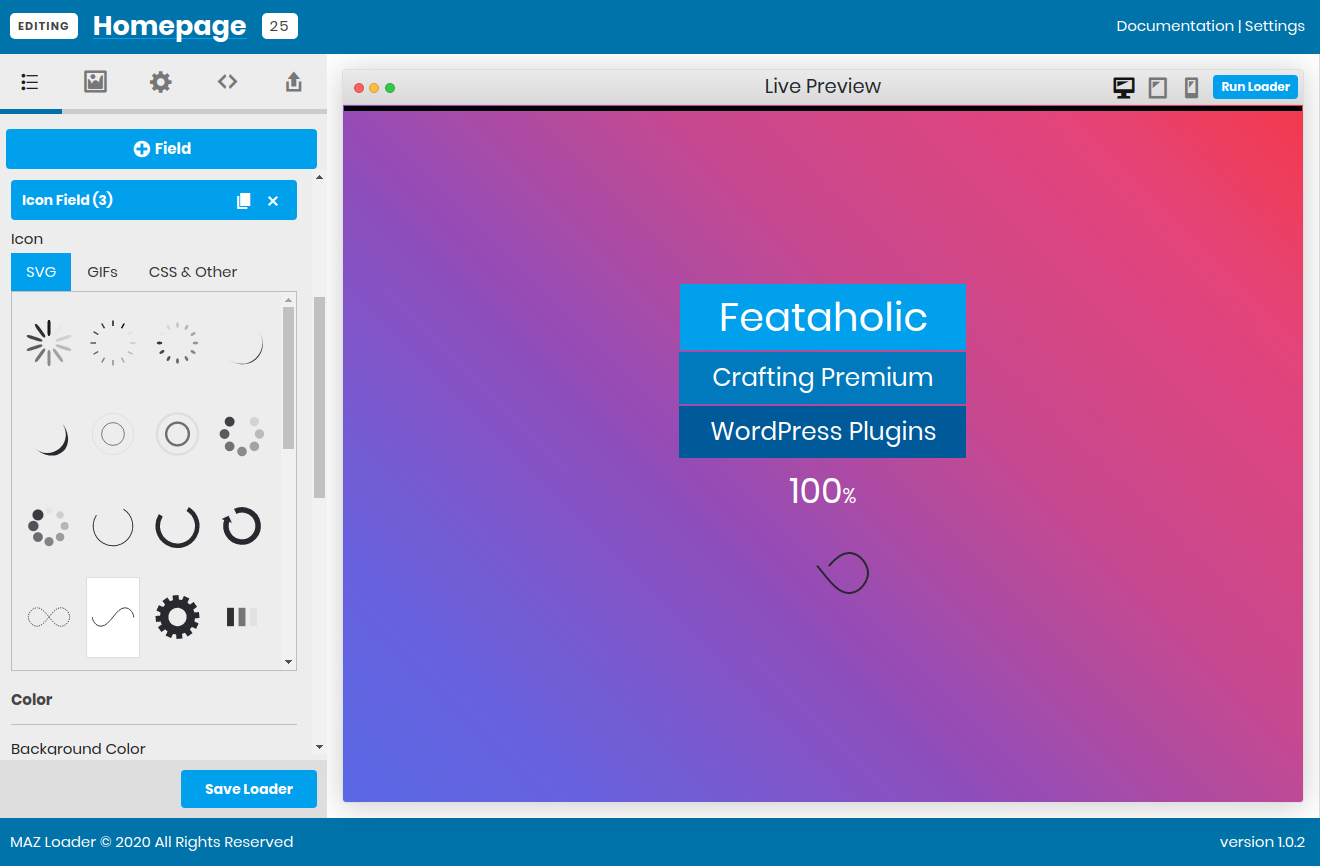 EDITING Homepage 25 Documentation | Settings
Live Preview Run Loader
Field
Icon Field (3)
Icon
SVG GIFs CSS & Other
Color
Background Color
Save Loader
Feataholic
Crafting Premium
WordPress Plugins
100%
MAZ Loader © 2020 All Rights Reserved version 1.0.2